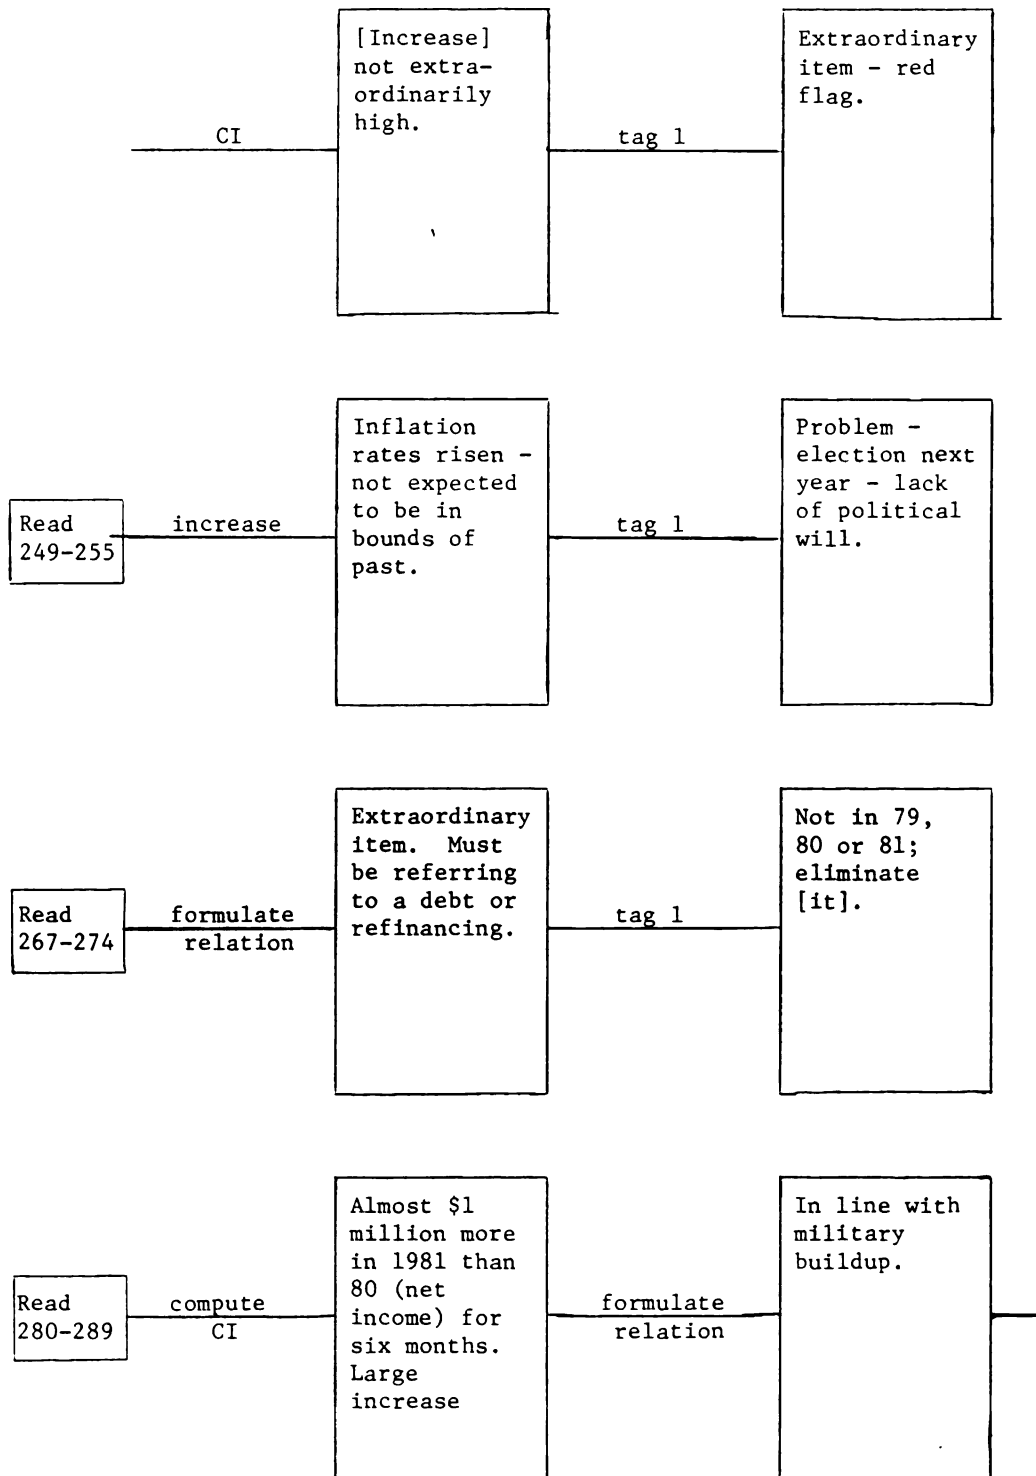 CI
[Increase]
not extra-
ordinarily
high.
tag 1
Extraordinary
item - red
flag.
Read
249-255
increase
Inflation
rates risen -
not expected
to be in
bounds of
past.
tag 1
Problem -
election next
year - lack
of political
will.
Read
267-274
formulate
relation
Extraordinary
item. Must
be referring
to a debt or
refinancing.
tag 1
Not in 79,
80 or 81;
eliminate
[it].
Read
280-289
compute
CI
Almost $1
million more
in 1981 than
80 (net
income) for
six months.
Large
increase
formulate
relation
In line with
military
buildup.